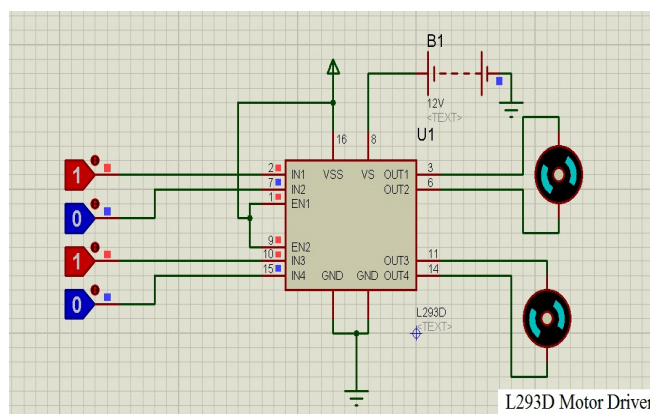 B1
12V
<TEXT>
U1
16
8
1
2
IN1
VSS
VS
OUT1
3
0
7
IN2
OUT2
6
1
EN1
9
EN2
1
10
IN3
OUT3
11
0
15
IN4
GND
GND
OUT4
14
L293D
<TEXT>
L293D Motor Driver